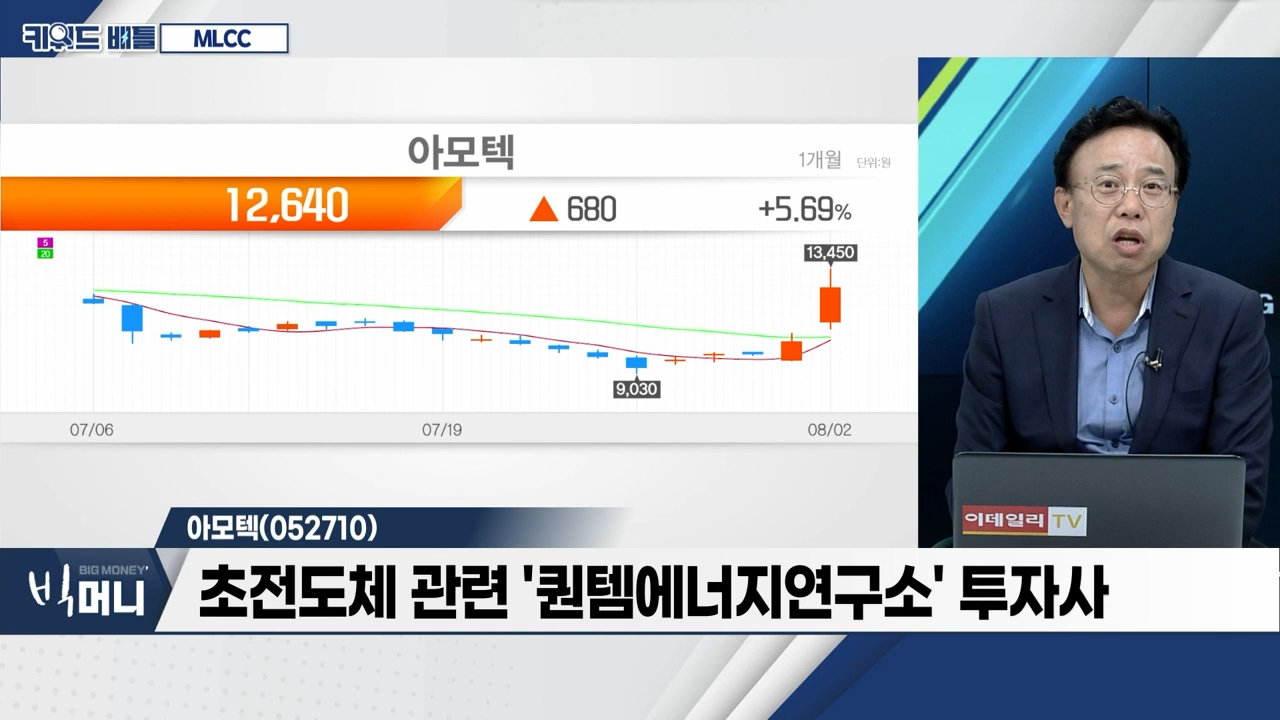 키워드 배틀
MLCC
아모텍
1개월 단위:원
12,640 ▲ 680 +5.69%
5
20
13,450
9,030
07/06 07/19 08/02
G
이데일리TV
아모텍(052710)
BIG MONEY'
빅머니
초전도체 관련 '퀀텀에너지연구소' 투자사